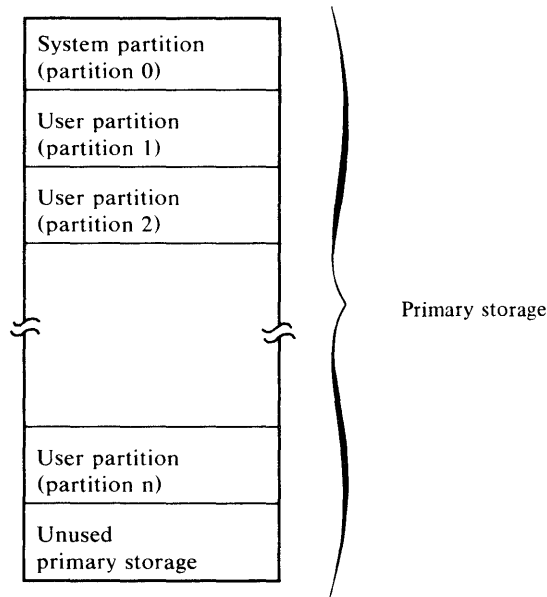 System partition
(partition 0)
User partition
(partition 1)
User partition
(partition 2)
Primary storage
User partition
(partition n)
Unused
primary storage